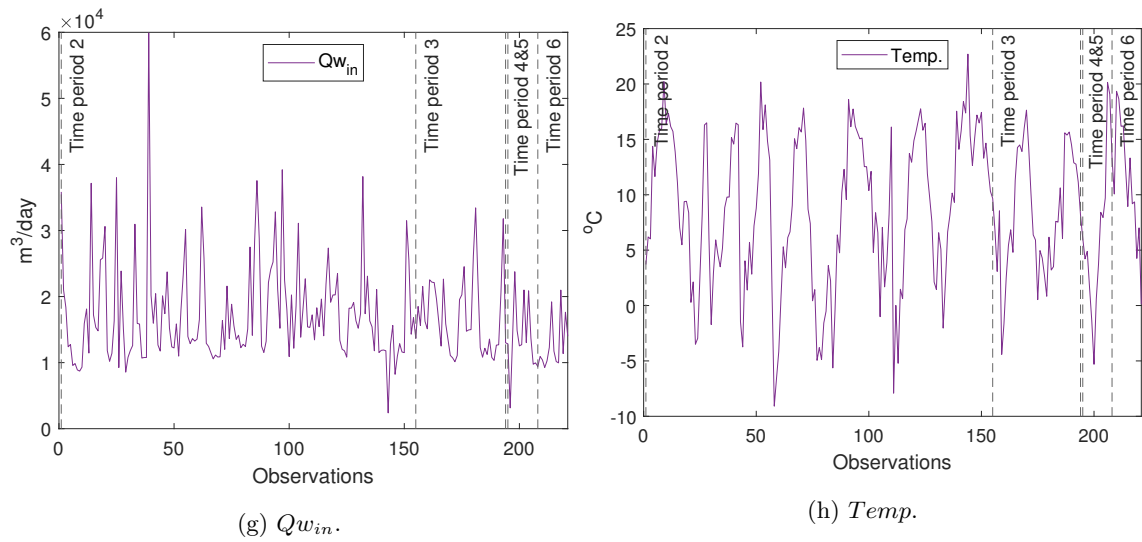 ×10⁴
6
5
4
3
2
1
0
m³/day
Time period 2
Qw_in
Time period 3
Time period 4&5
Time period 6
0 50 100 150 200
Observations
(g) Qw_in.
25
20
15
10
5
0
-5
-10
°C
Time period 2
Temp.
Time period 3
Time period 4&5
Time period 6
0 50 100 150 200
Observations
(h) Temp.